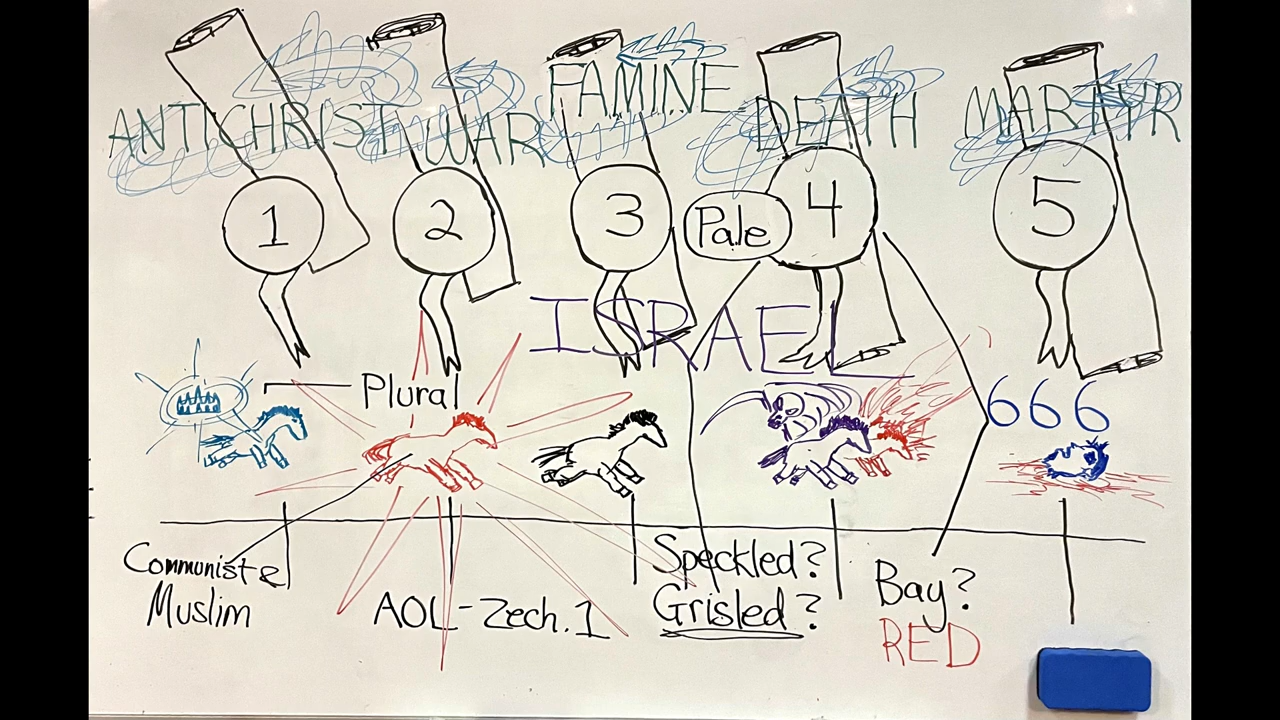 ANTICHRIST
WAR
FAMINE
DEATH
MARTYR
1
2
3
Pale
4
5
ISRAEL
Plural
666
Communist &
Muslim
AOL-Zech. 1
Speckled?
Grisled?
Bay?
RED